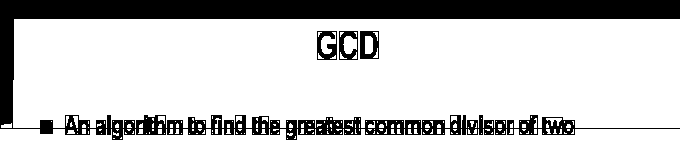 GCD
■ An algorithm to find the greatest common divisor of two